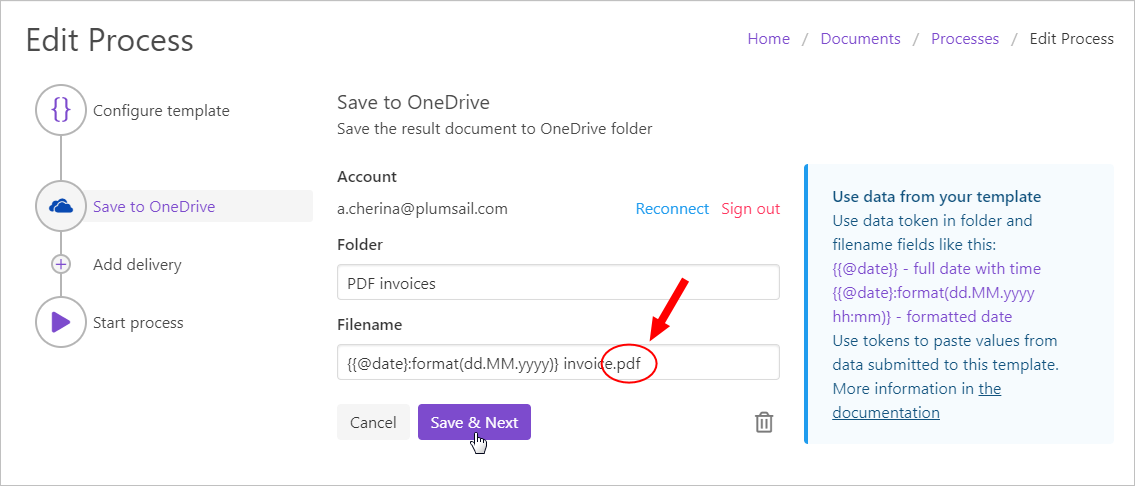 Edit Process
Home / Documents / Processes / Edit Process
{}
Configure template
Save to OneDrive
Add delivery
Start process
Save to OneDrive
Save the result document to OneDrive folder
Account
a.cherina@plumsail.com
Reconnect Sign out
Folder
PDF invoices
Filename
{{@date}:format(dd.MM.yyyy)} invoice.pdf
Cancel
Save & Next
Use data from your template
Use data token in folder and
filename fields like this:
{{@date}} - full date with time
{{@date}:format(dd.MM.yyyy
hh:mm)} - formatted date
Use tokens to paste values from
data submitted to this template.
More information in the
documentation